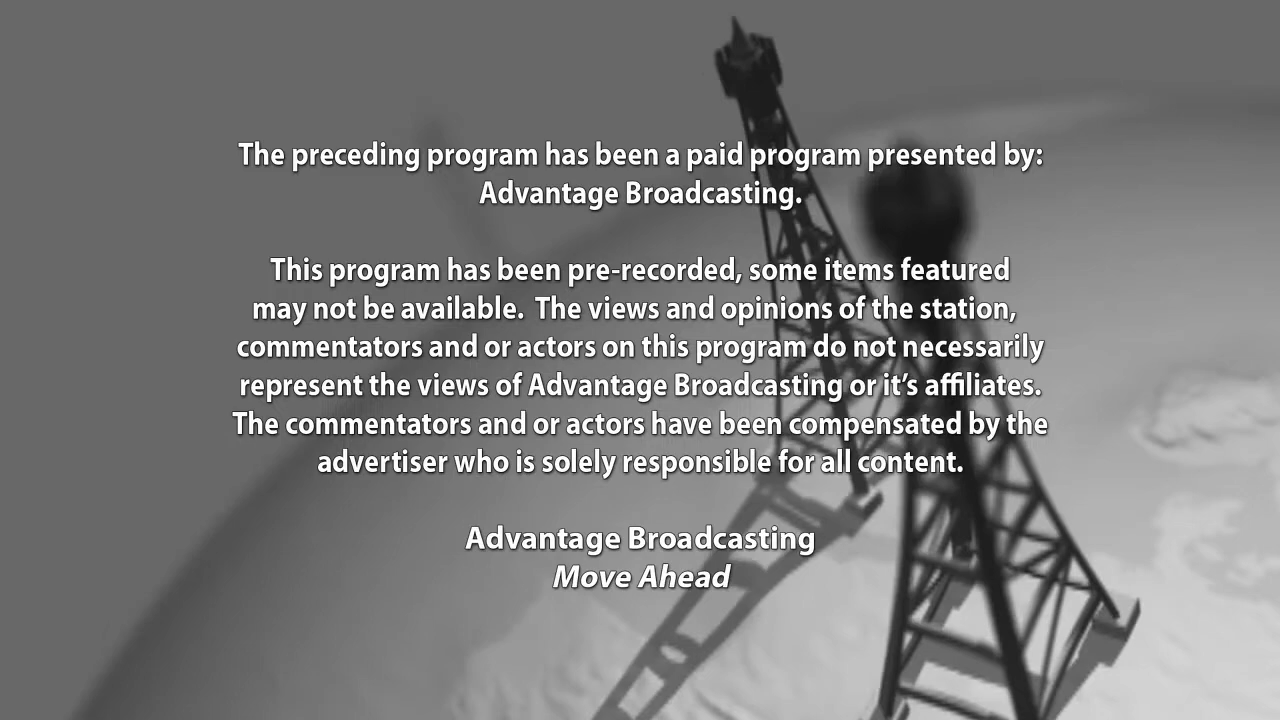 The preceding program has been a paid program presented by:
Advantage Broadcasting.
This program has been pre-recorded, some items featured
may not be available.  The views and opinions of the station,
commentators and or actors on this program do not necessarily
represent the views of Advantage Broadcasting or it’s affiliates.
The commentators and or actors have been compensated by the
advertiser who is solely responsible for all content.
Advantage Broadcasting
Move Ahead